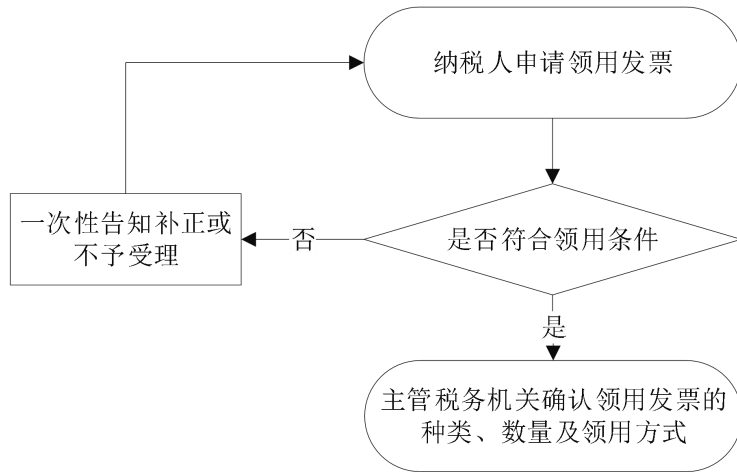 纳税人申请领用发票
一次性告知补正或
不予受理
否
是否符合领用条件
是
主管税务机关确认领用发票的
种类、数量及领用方式